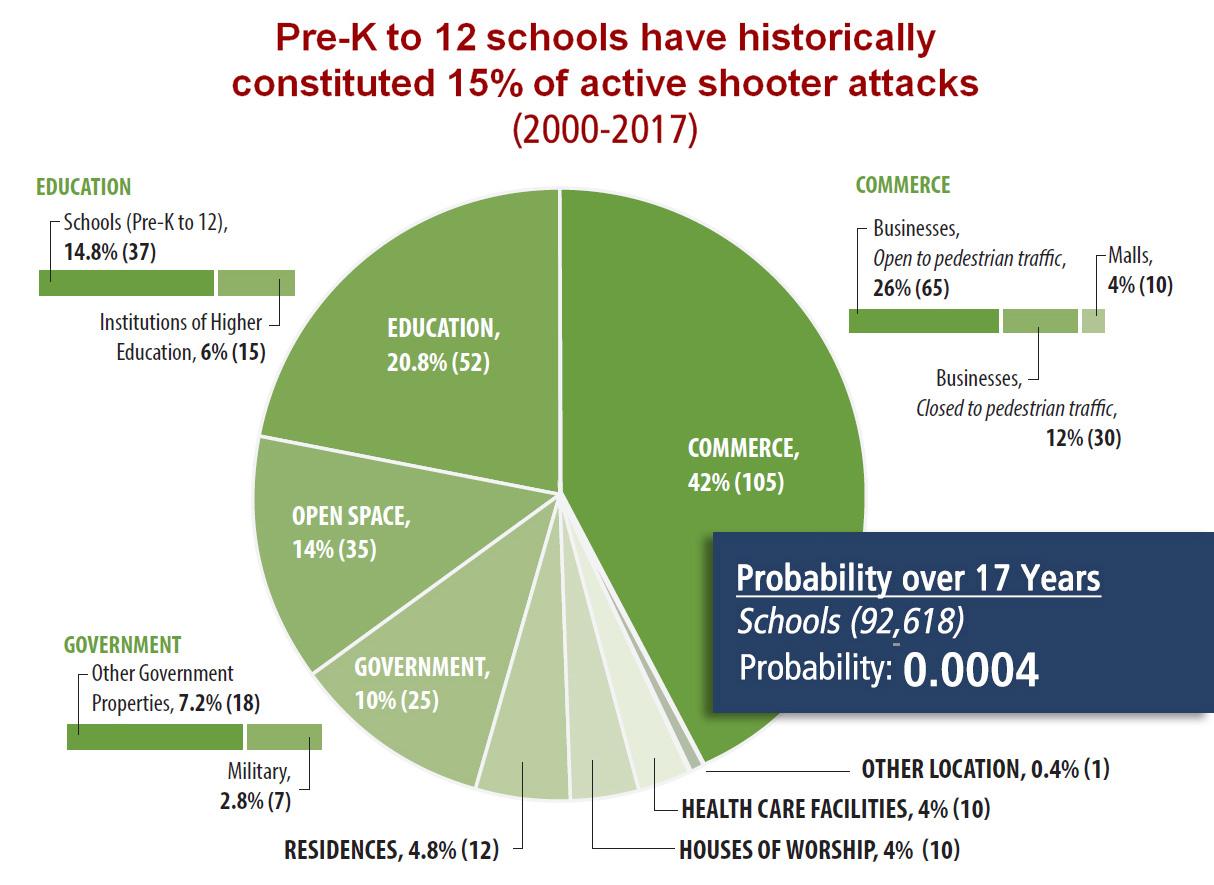 Pre-K to 12 schools have historically
constituted 15% of active shooter attacks
(2000-2017)
EDUCATION
Schools (Pre-K to 12),
14.8% (37)
Institutions of Higher
Education, 6% (15)
COMMERCE
Businesses,
Open to pedestrian traffic,
26% (65)
Malls,
4% (10)
Businesses,
Closed to pedestrian traffic,
12% (30)
EDUCATION,
20.8% (52)
COMMERCE,
42% (105)
OPEN SPACE,
14% (35)
GOVERNMENT,
10% (25)
Probability over 17 Years
Schools (92,618)
Probability: 0.0004
GOVERNMENT
Other Government
Properties, 7.2% (18)
Military,
2.8% (7)
OTHER LOCATION, 0.4% (1)
HEALTH CARE FACILITIES, 4% (10)
RESIDENCES, 4.8% (12)
HOUSES OF WORSHIP, 4% (10)